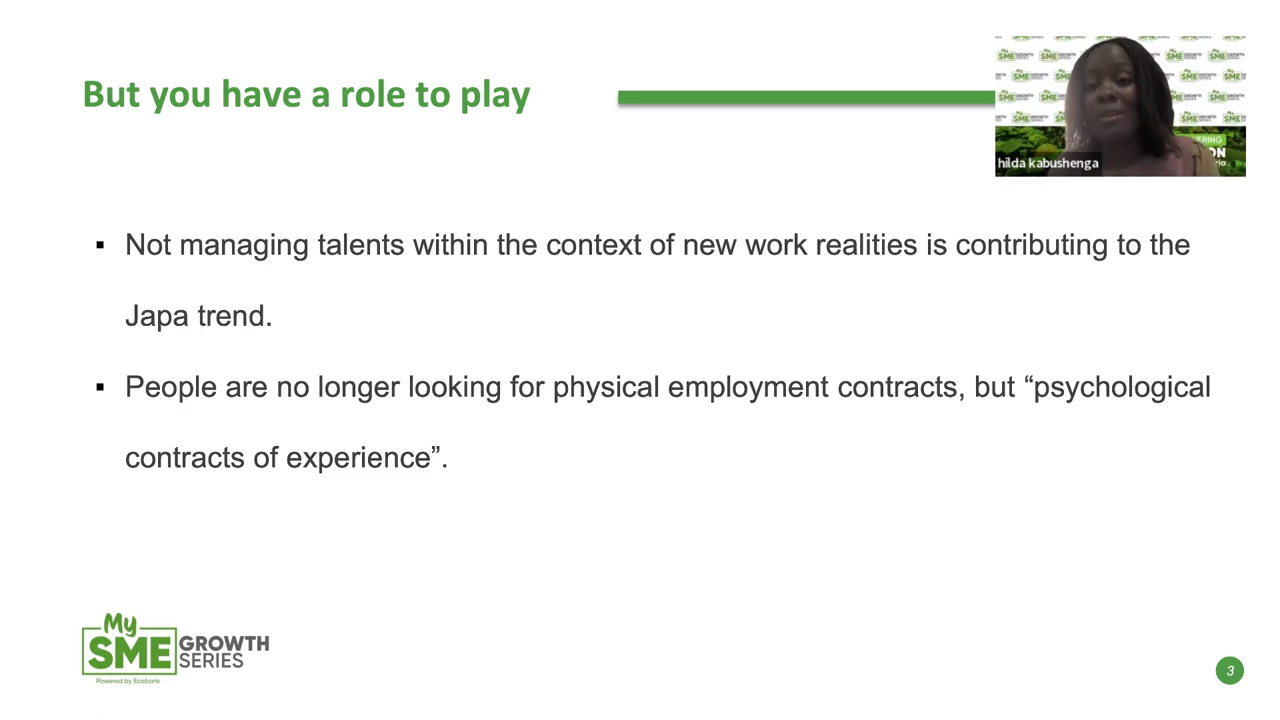 But you have a role to play
hilda kabushenga
▪ Not managing talents within the context of new work realities is contributing to the
Japa trend.
▪ People are no longer looking for physical employment contracts, but “psychological
contracts of experience”.
My
SME GROWTH
SERIES
Powered by Ecobank
3